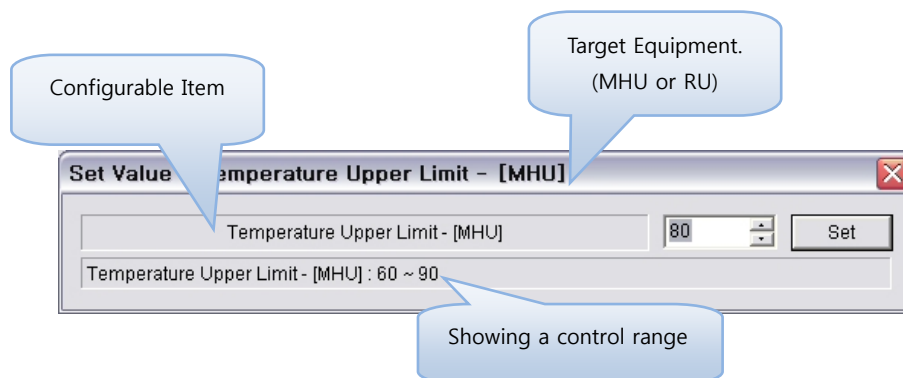 Target Equipment.
(MHU or RU)
Configurable Item
Set Value emperature Upper Limit - [MHU]
Temperature Upper Limit - [MHU]
80
Set
Temperature Upper Limit - [MHU] : 60 ~ 90
Showing a control range